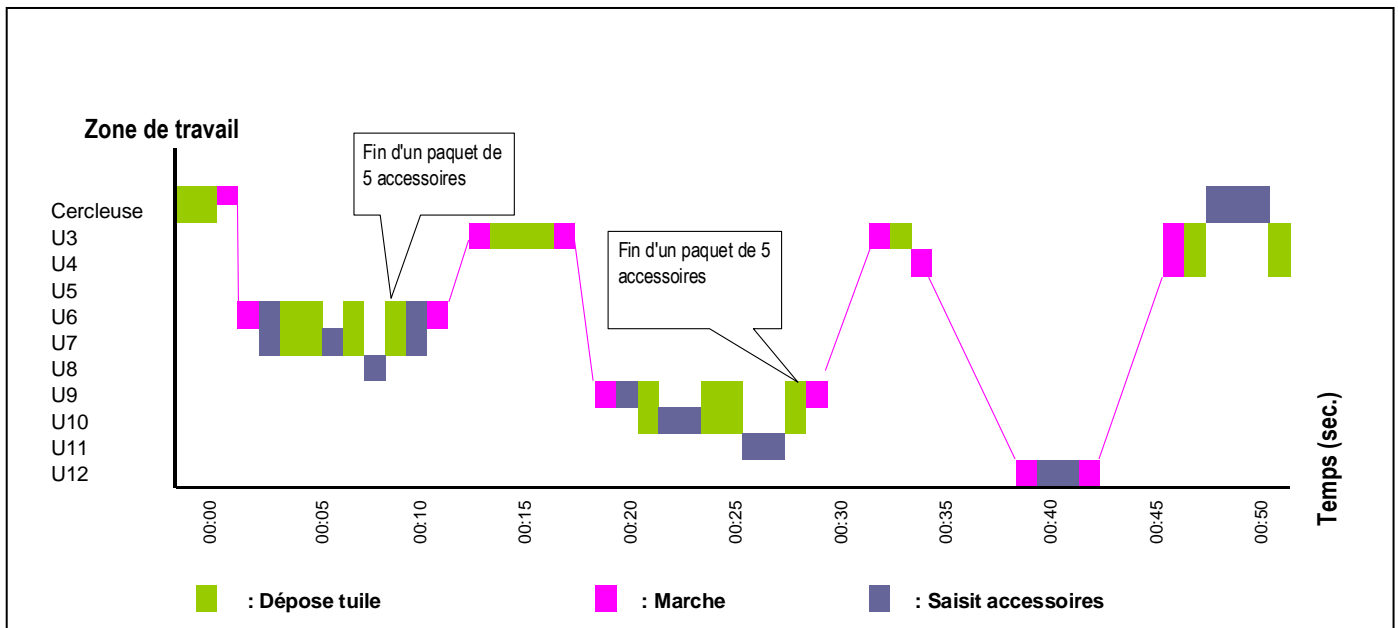 Zone de travail
Fin d'un paquet de
5 accessoires
Fin d'un paquet de 5
accessoires
Cercleuse
U3
U4
U5
U6
U7
U8
U9
U10
U11
U12
Temps (sec.)
00:00
00:05
00:10
00:15
00:20
00:25
00:30
00:35
00:40
00:45
00:50
: Dépose tuile
: Marche
: Saisit accessoires